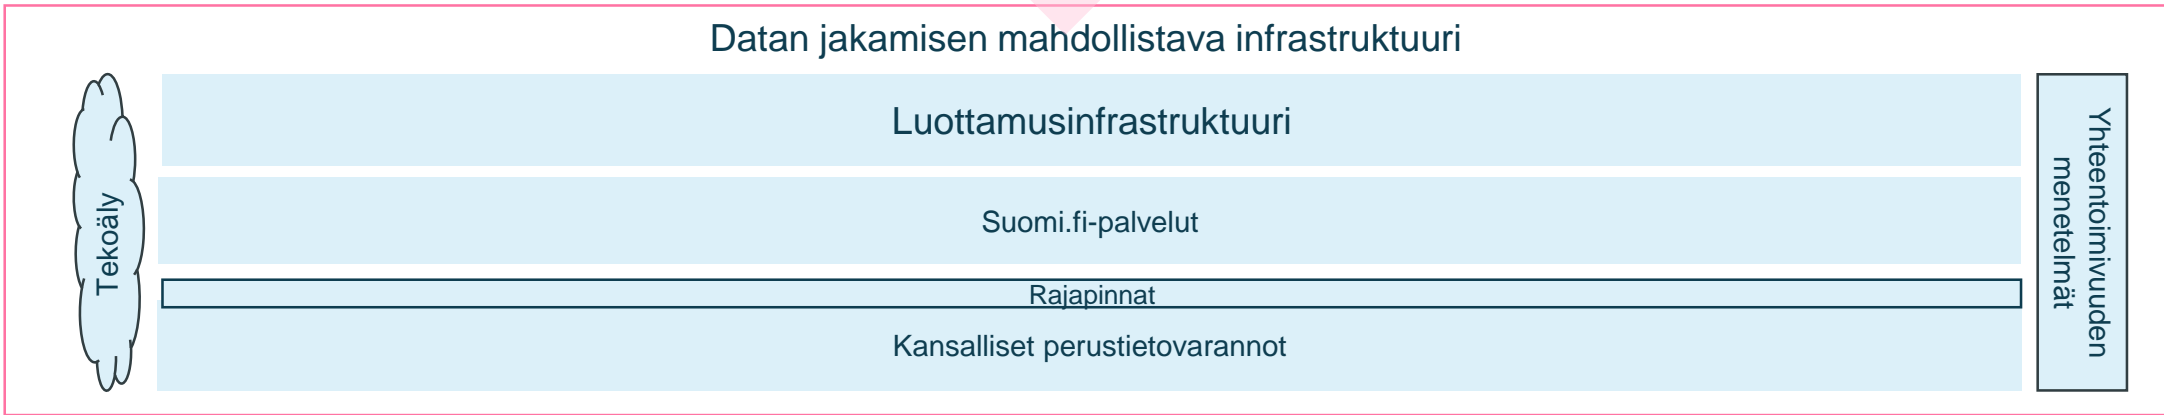 Datan jakamisen mahdollistava infrastruktuuri
Luottamusinfrastruktuuri
Suomi.fi-palvelut
Rajapinnat
Kansalliset perustietovarannot
Tekoäly
Yhteentoimivuuden
menetelmät